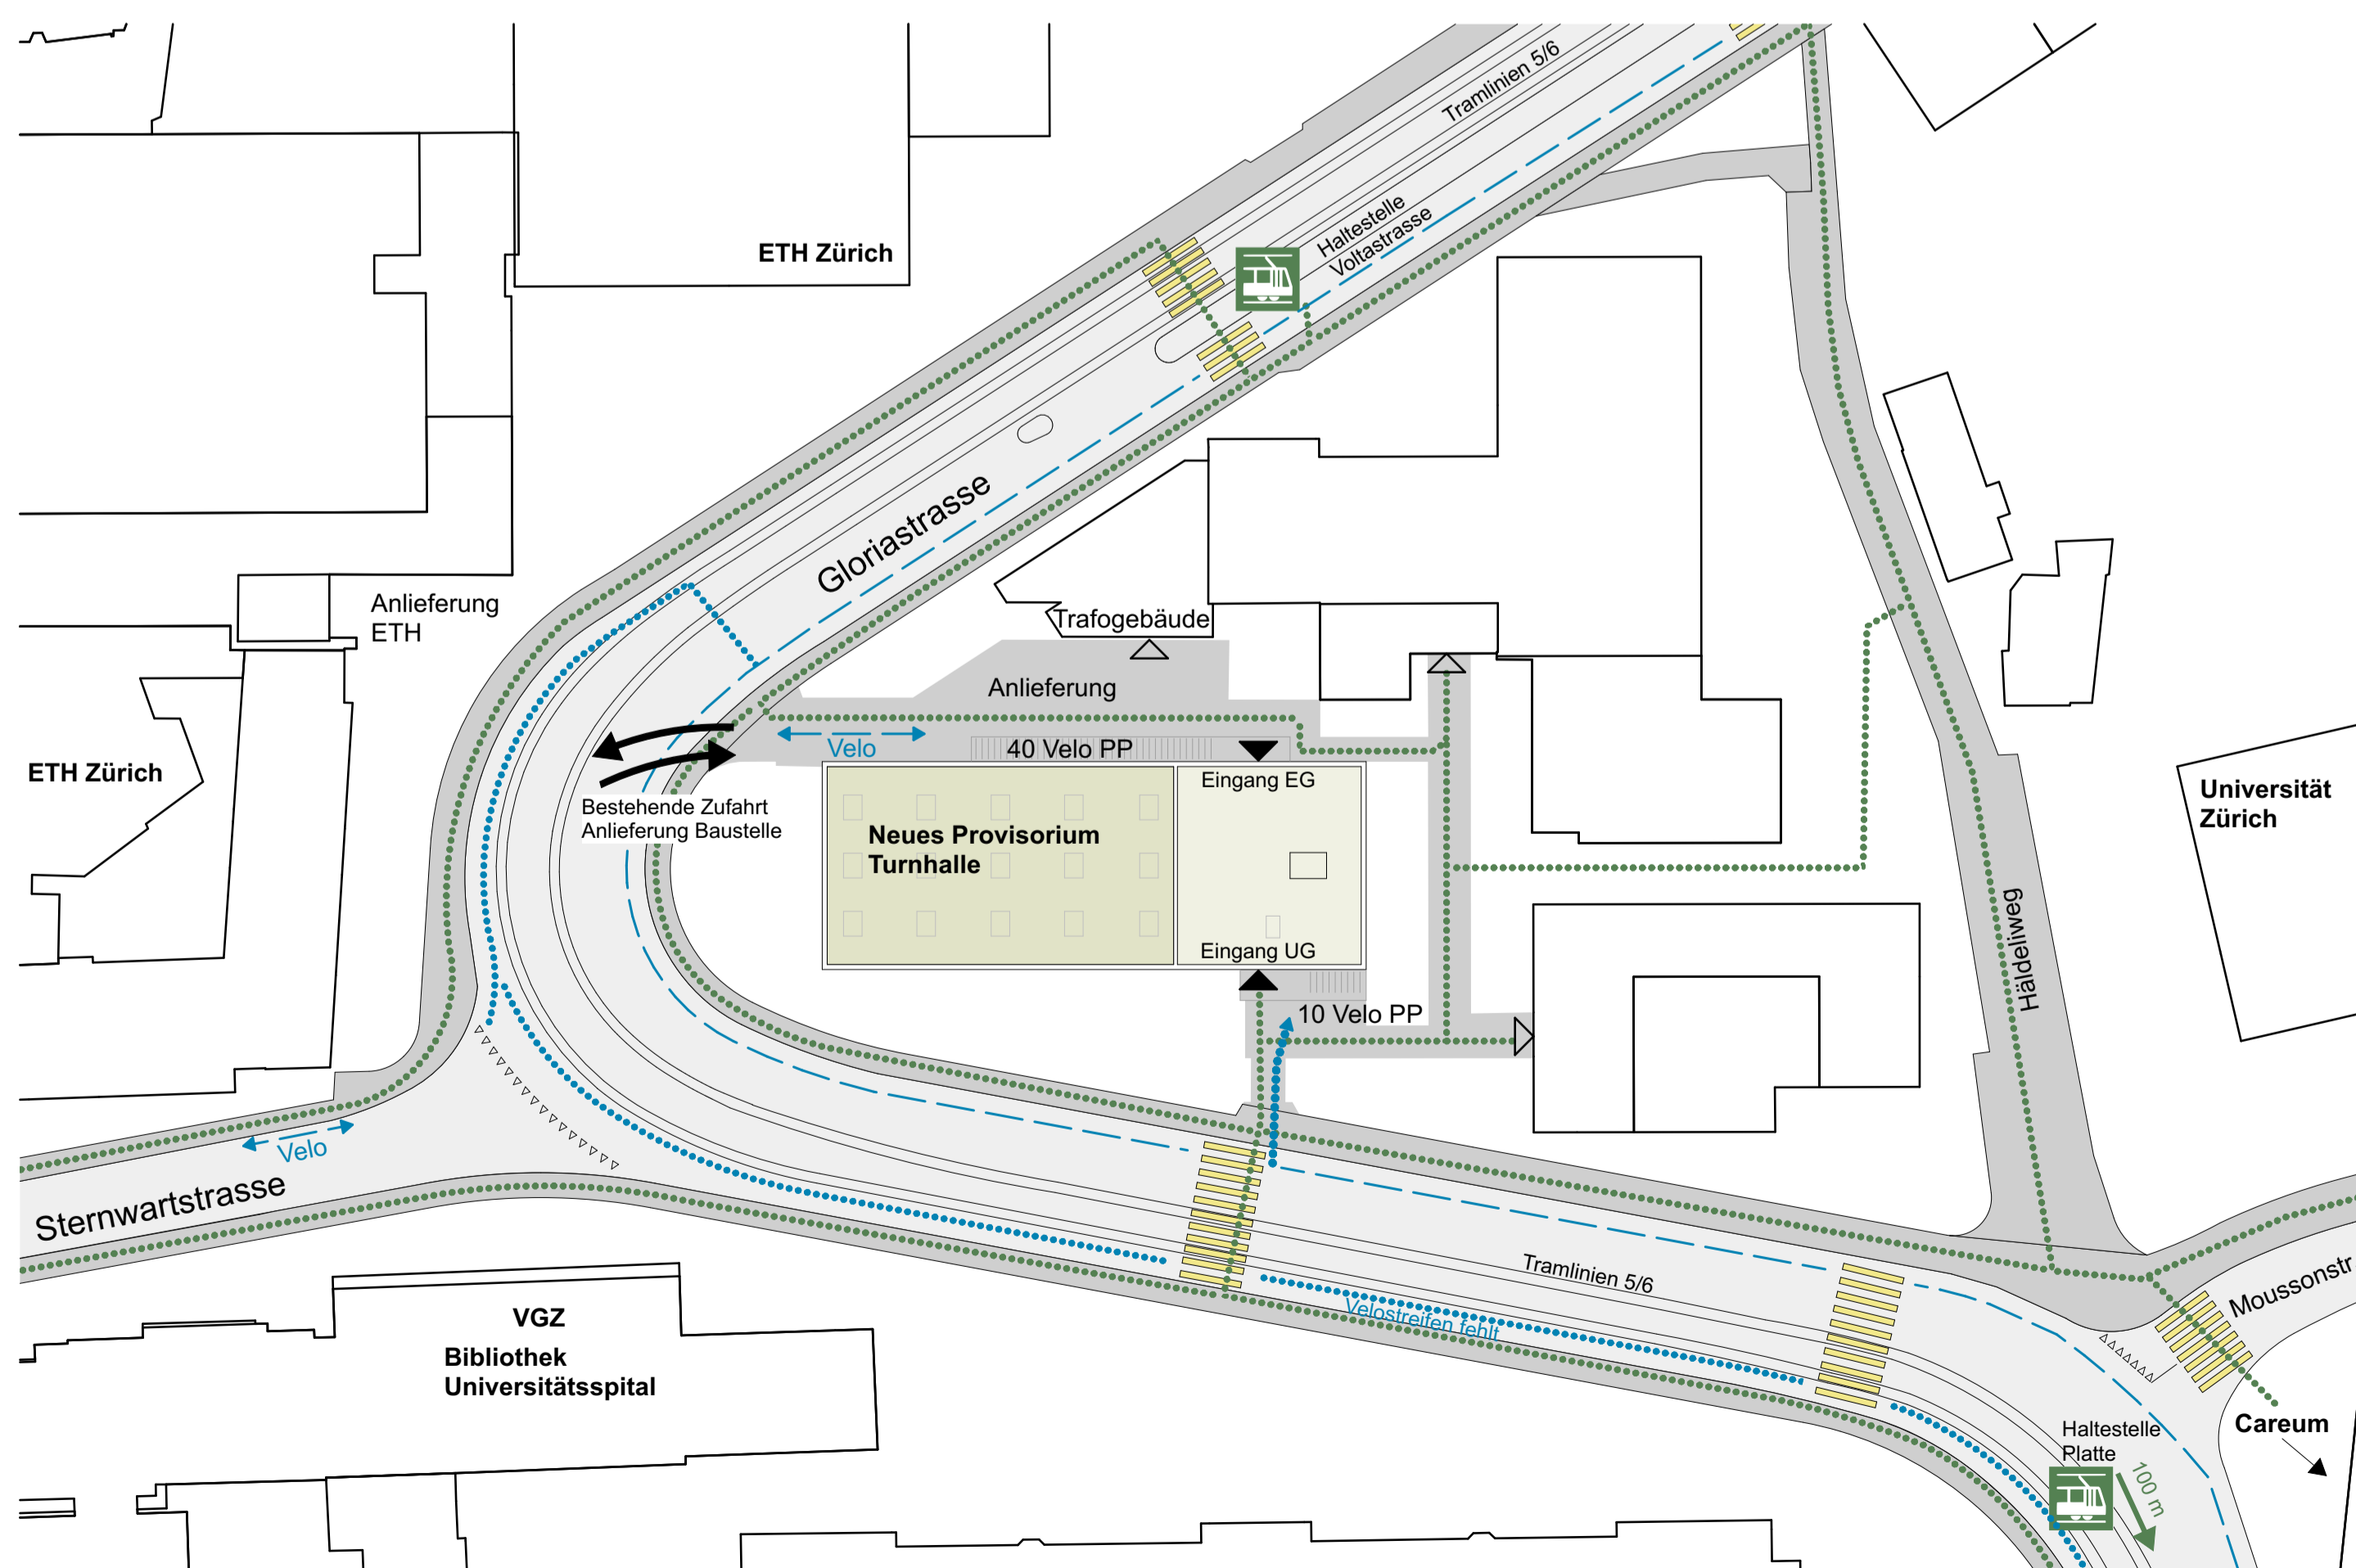 Tramlinien 5/6
Haltestelle
Voltastrasse
ETH Zürich
Gloriastrasse
Anlieferung
ETH
Trafogebäude
Anlieferung
Velo
40 Velo PP
Eingang EG
ETH Zürich
Bestehende Zufahrt
Anlieferung Baustelle
Neues Provisorium
Turnhalle
Universität
Zürich
Eingang UG
Häldeliweg
10 Velo PP
Velo
Sternwartstrasse
Tramlinien 5/6
Velostreifen fehlt
Moussonstr.
VGZ
Bibliothek
Universitätsspital
Careum
Haltestelle
Platte
100 m